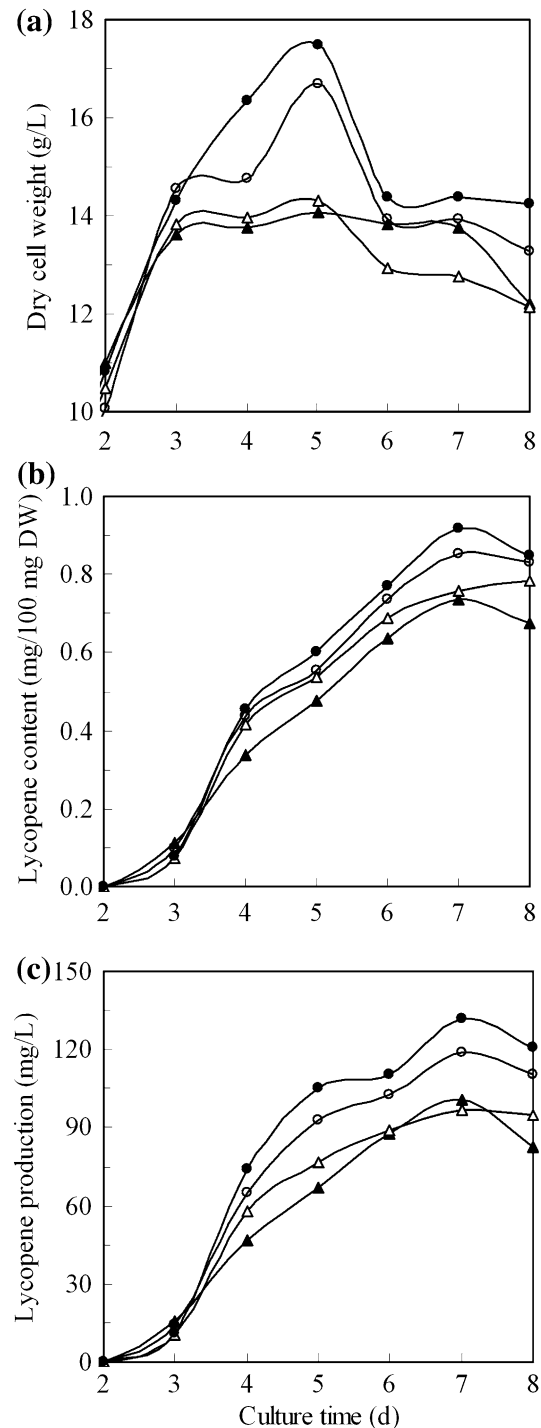 (a)
Dry cell weight (g/L)
18
16
14
12
10
2 3 4 5 6 7 8
(b)
Lycopene content (mg/100 mg DW)
1.0
0.8
0.6
0.4
0.2
0.0
2 3 4 5 6 7 8
(c)
Lycopene production (mg/L)
150
120
90
60
30
0
2 3 4 5 6 7 8
Culture time (d)